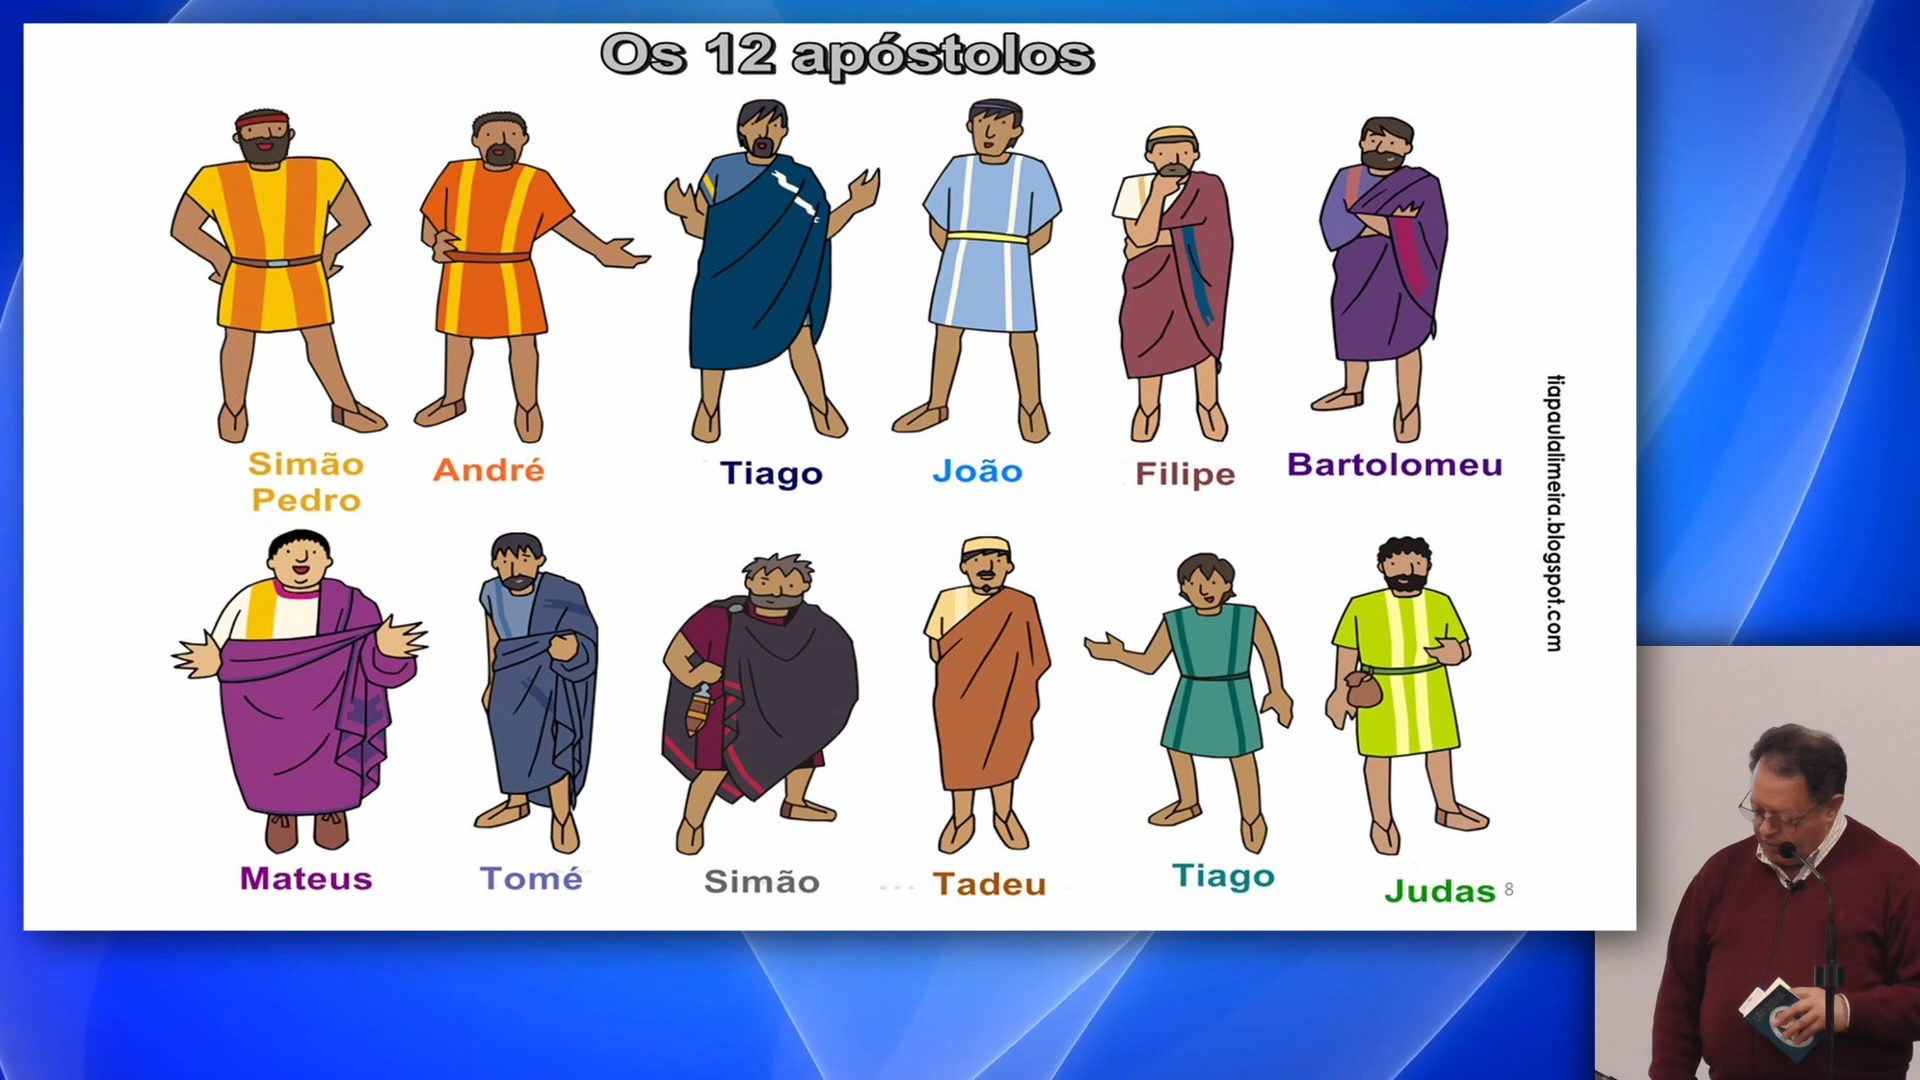 Os 12 apóstolos
Simão
Pedro
André
Tiago
João
Filipe
Bartolomeu
tiapaulalimeira.blogspot.com
Mateus
Tomé
Simão
Tadeu
Tiago
Judas
8